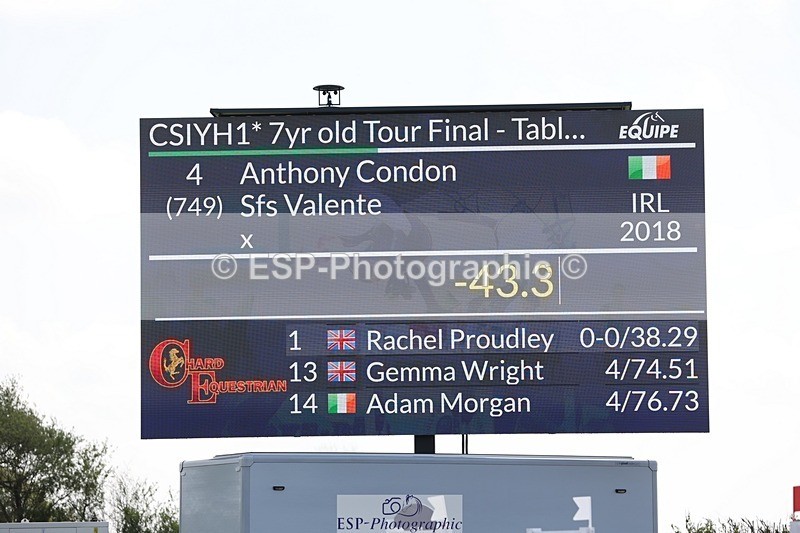 CSIYH1* 7yr old Tour Final - Tabl... EQUIPE
4 Anthony Condon
(749) Sfs Valente IRL
x 2018
© ESP-Photographic ©
-43.3
1 Rachel Proudley 0-0/38.29
CHARD EQUESTRIAN
13 Gemma Wright 4/74.51
14 Adam Morgan 4/76.73
ESP-Photographic